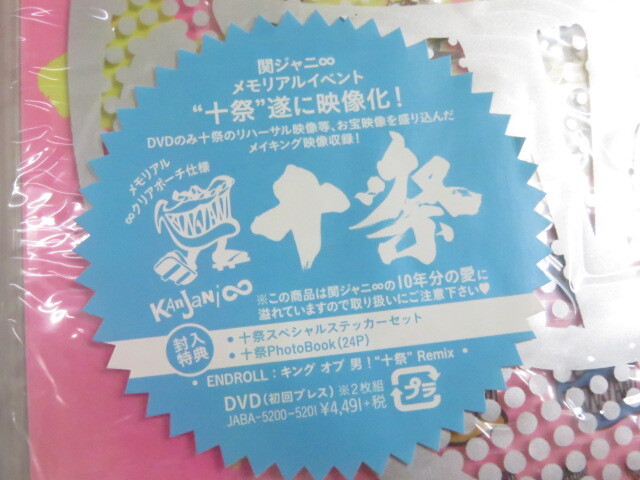 関ジャニ∞
メモリアルイベント
“十祭”遂に映像化！
DVDのみ十祭のリハーサル映像等、お宝映像を盛り込んだ
メイキング映像収録！
メモリアル
∞クリアポーチ仕様
十祭
KANJANI∞
※この商品は関ジャニ∞の10年分の愛に
溢れていますので取り扱いにご注意下さい♥
封入
特典
・十祭スペシャルステッカーセット
・十祭PhotoBook(24P)
・ENDROLL：キング オブ 男！“十祭” Remix・
DVD(初回プレス) ※2枚組
JABA-5200-5201 ¥4,491+税
プラ